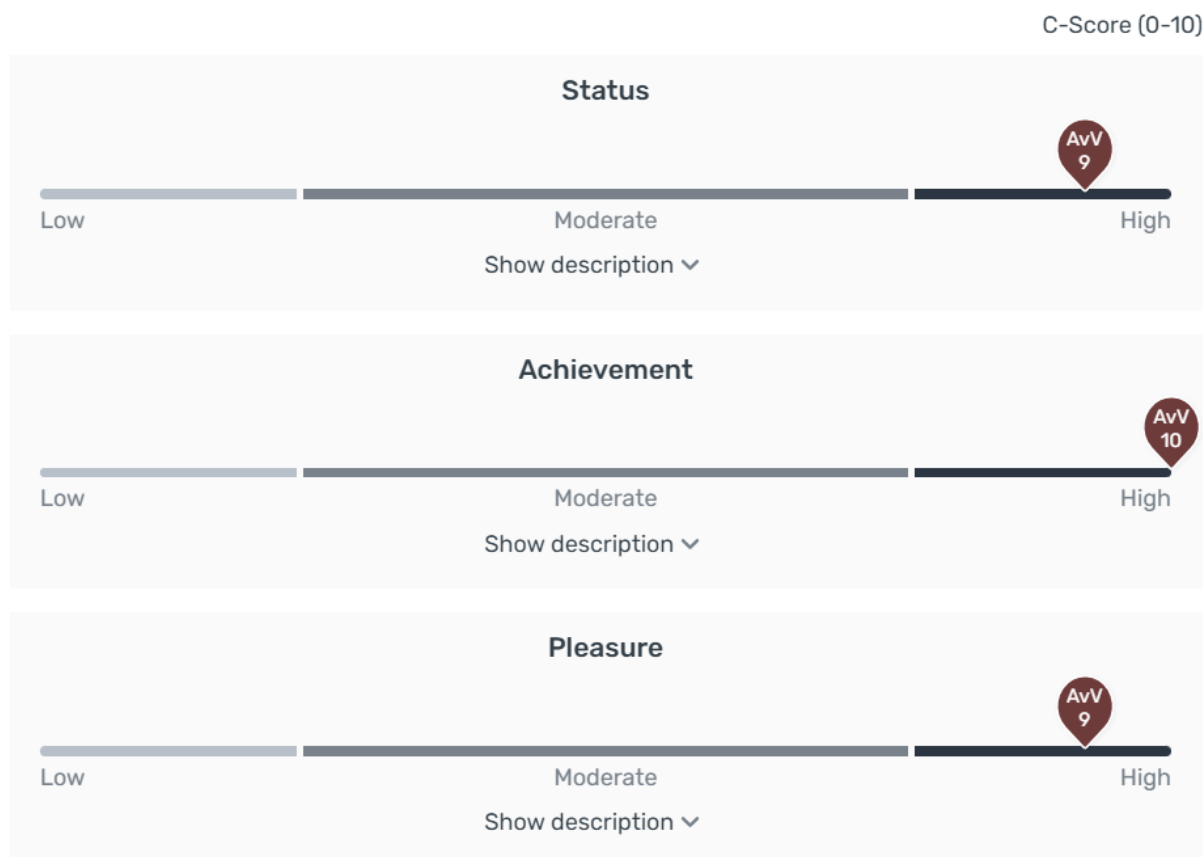 C-Score (0-10)
Status
AvV
9
Low Moderate High
Show description
Achievement
AvV
10
Low Moderate High
Show description
Pleasure
AvV
9
Low Moderate High
Show description